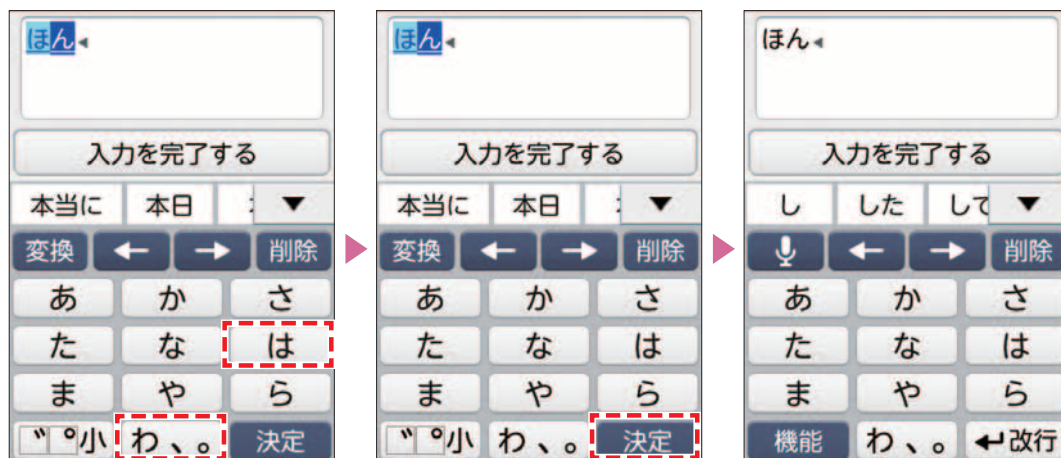 ほん
入力を完了する
本当に 本日
変換 ← → 削除
あ か さ
た な は
ま や ら
゛゜小 わ、。 決定
ほん
入力を完了する
本当に 本日
変換 ← → 削除
あ か さ
た な は
ま や ら
゛゜小 わ、。 決定
ほん
入力を完了する
し した して
← → 削除
あ か さ
た な は
ま や ら
機能 わ、。 改行